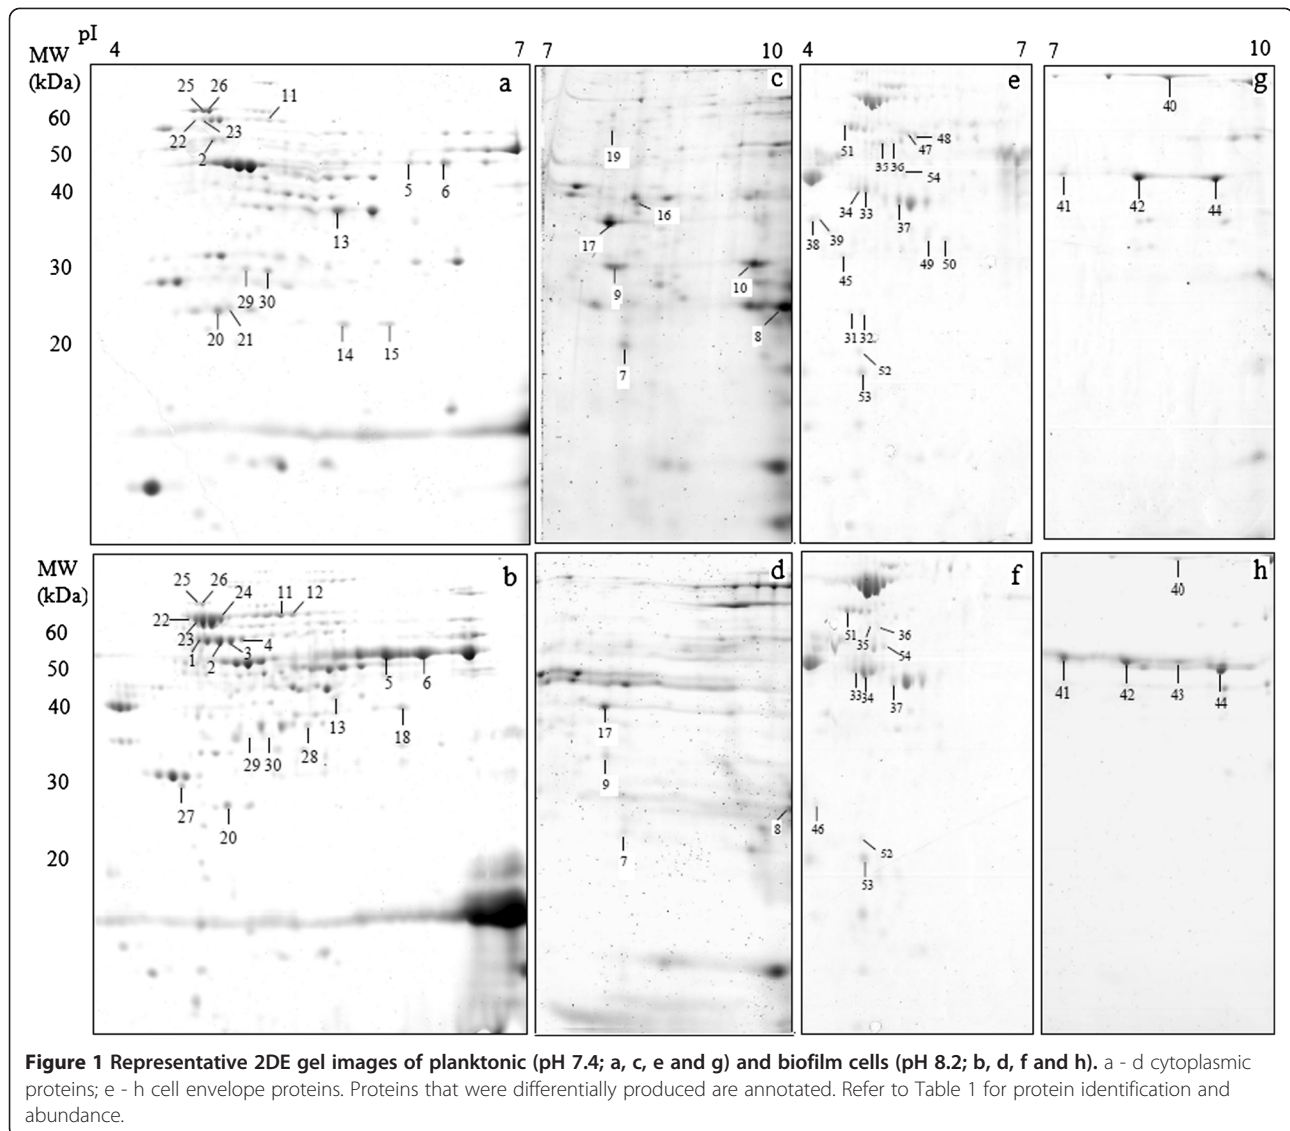 pI
4 7 7 10 4 7 7 10
MW
(kDa)
a c e g
25 26 11
60
22 23
50
2
5 6
40
13
30
29 30
20 21
14 15
20
19
16
17
10
9
8
7
48
51 47
35 36 54
34 33
38 39 37
49 50
45
31 32
52
53
40
41 42 44
MW
(kDa)
b d f h
25 26 24 11 12
22
60
23 4
1 2 3
50
5 6
40
13 18
29 30 28
30
27
20
20
17
9
8
7
51 35 36
54
33 34 37
46
52
53
40
41 42 43 44
Figure 1 Representative 2DE gel images of planktonic (pH 7.4; a, c, e and g) and biofilm cells (pH 8.2; b, d, f and h). a - d cytoplasmic
proteins; e - h cell envelope proteins. Proteins that were differentially produced are annotated. Refer to Table 1 for protein identification and
abundance.